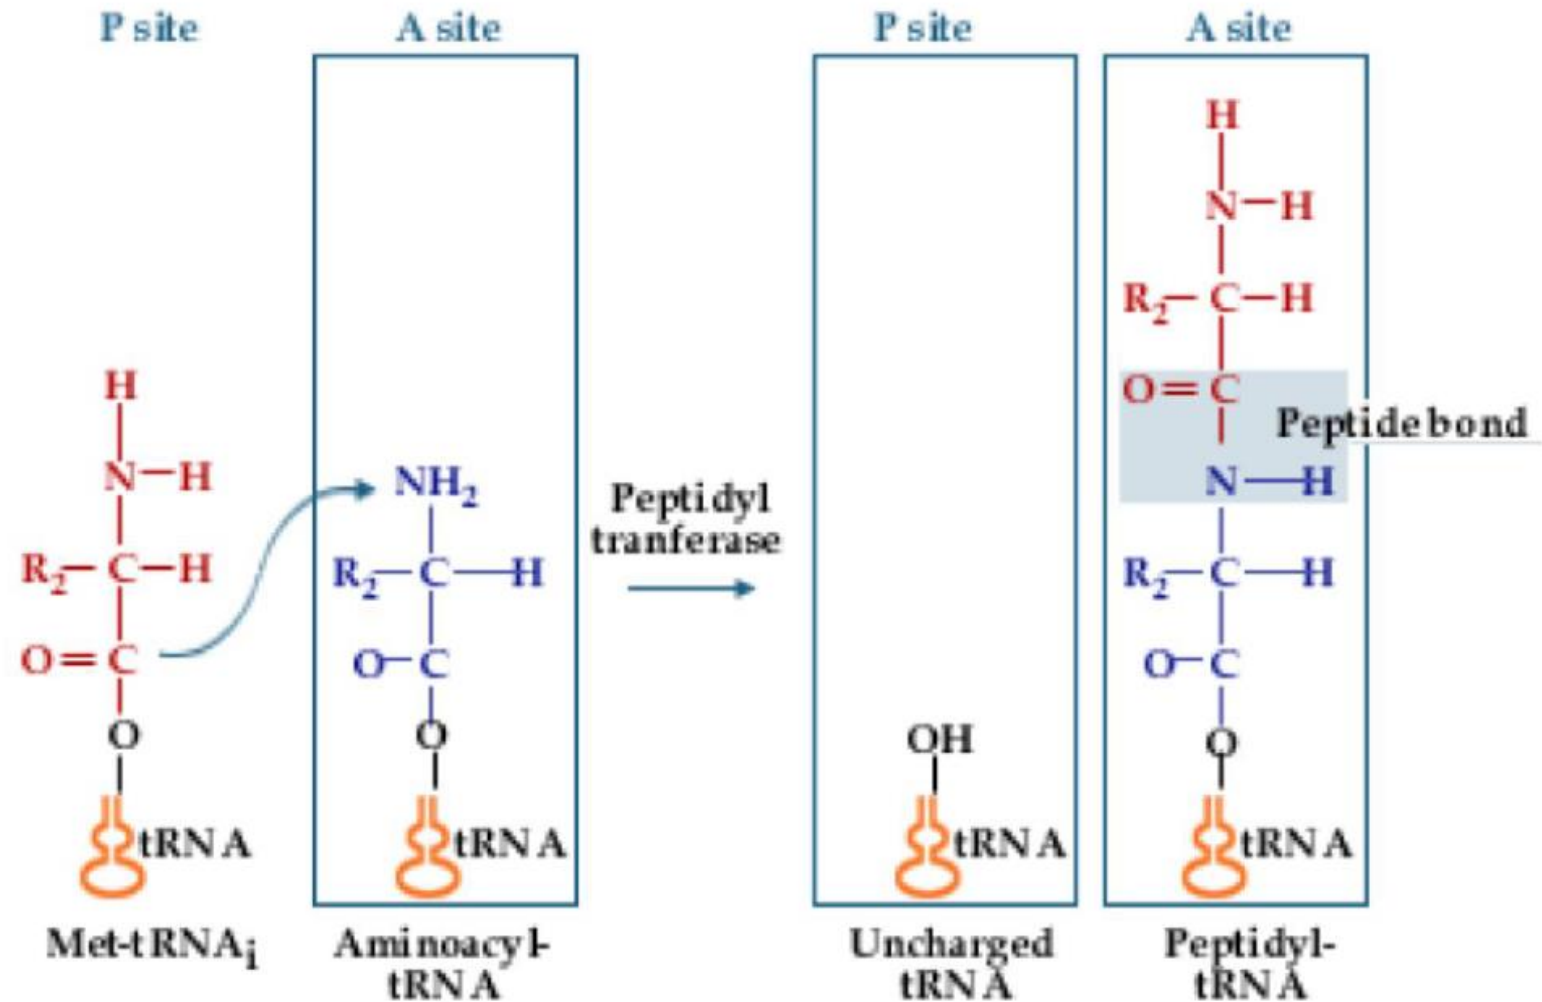 P site
A site
P site
A site
H
N–H
R2–C–H
O=C
O
tRNA
Met-tRNAi
NH2
R2–C–H
O–C
O
tRNA
Aminoacyl-
tRNA
Peptidyl
tranferase
OH
tRNA
Uncharged
tRNA
H
N–H
R2–C–H
O=C
Peptide bond
N–H
R2–C–H
O–C
O
tRNA
Peptidyl-
tRNA